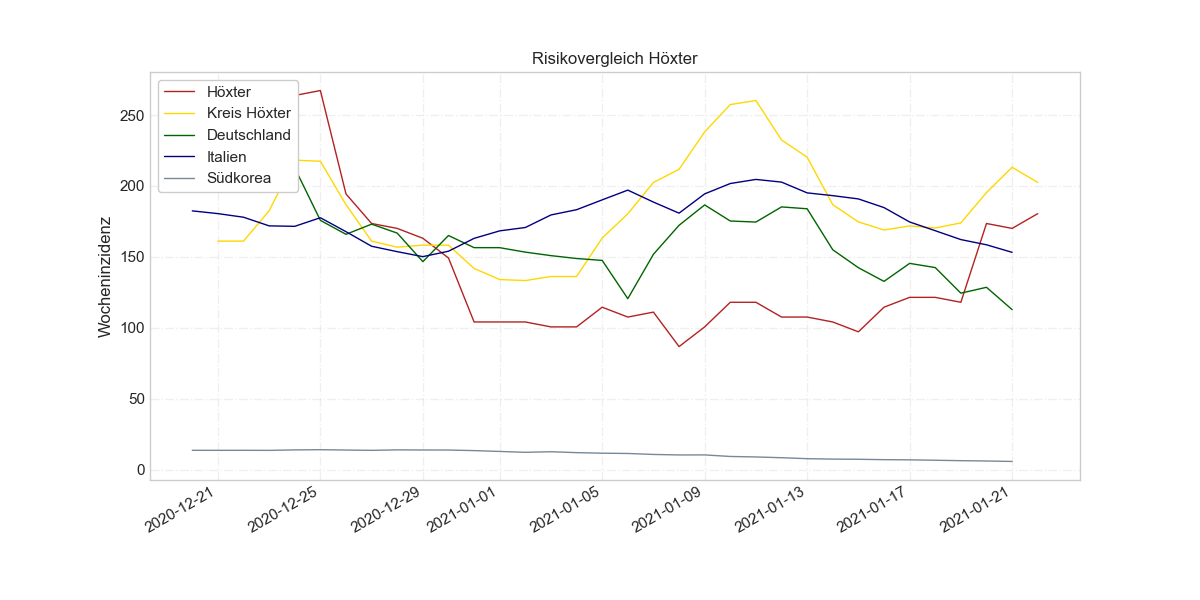 Risikovergleich Höxter
Höxter
Kreis Höxter
Deutschland
Italien
Südkorea
Wocheninzidenz
250
200
150
100
50
0
2020-12-21
2020-12-25
2020-12-29
2021-01-01
2021-01-05
2021-01-09
2021-01-13
2021-01-17
2021-01-21